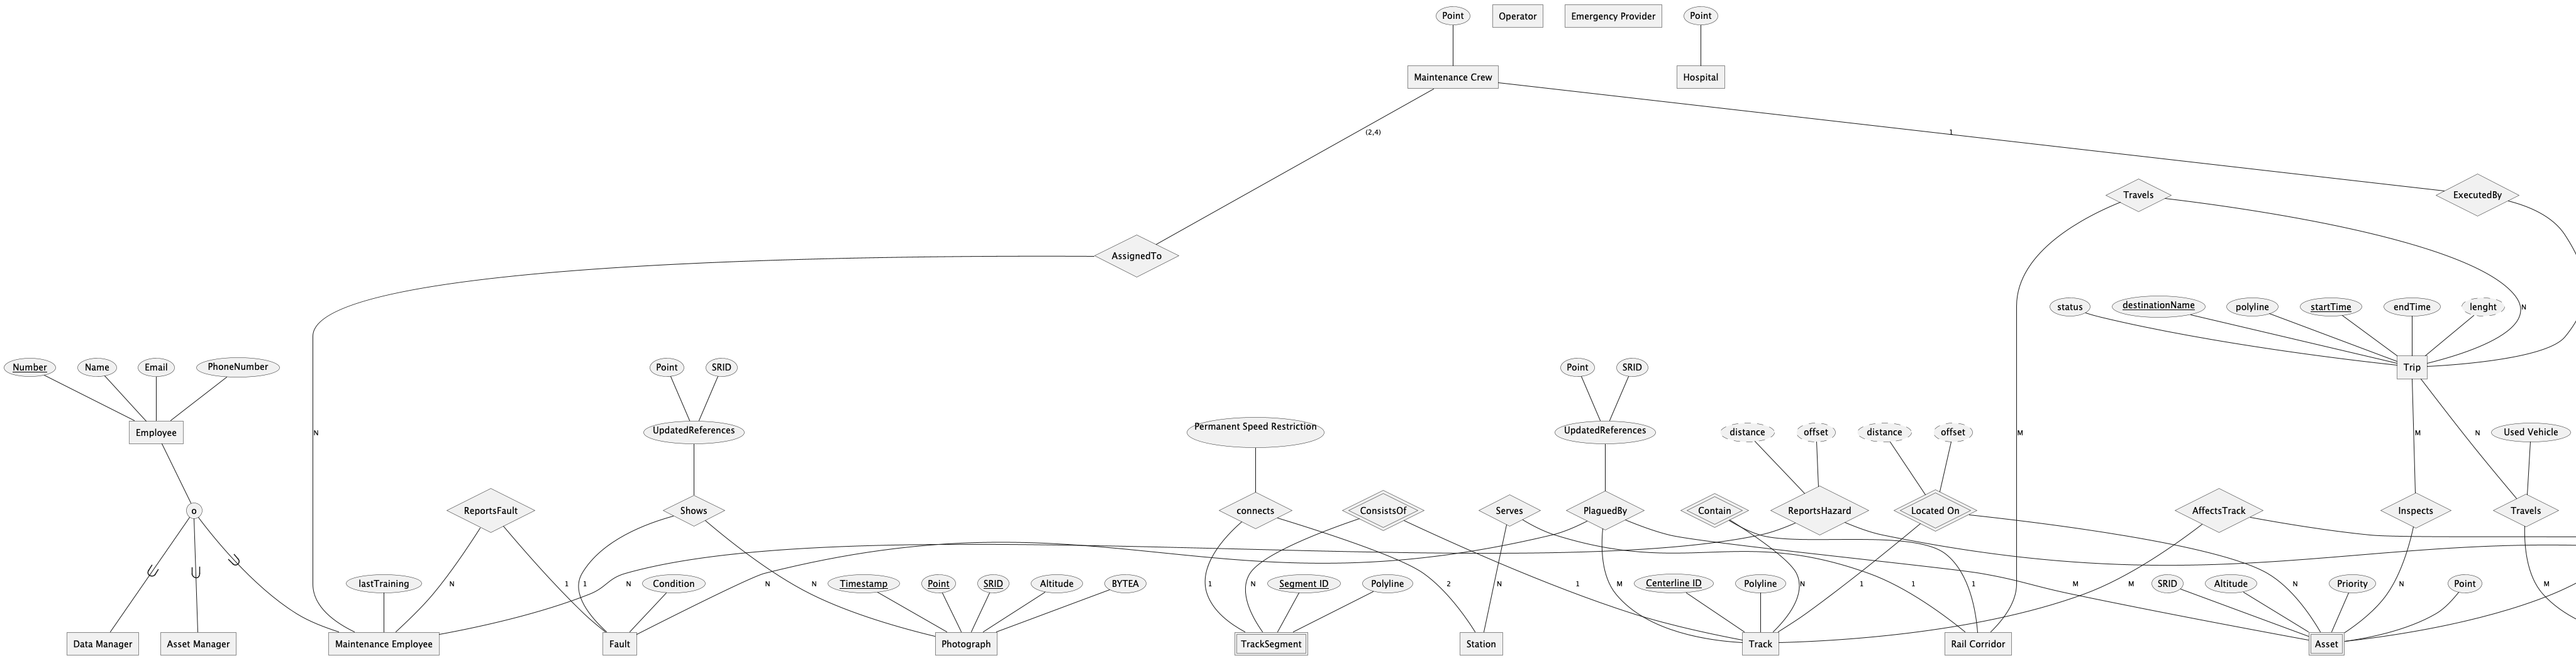 Point
Operator
Emergency Provider
Point
Maintenance Crew
Hospital
(2,4)
1
Travels
ExecutedBy
AssignedTo
status
destinationName
polyline
startTime
endTime
lenght
N
Number
Name
Email
PhoneNumber
Point
SRID
Point
SRID
Trip
Employee
N
UpdatedReferences
Permanent Speed Restriction
UpdatedReferences
distance
offset
distance
offset
M
M
N
Used Vehicle
o
ReportsFault
Shows
connects
ConsistsOf
Serves
PlaguedBy
Contain
ReportsHazard
Located On
AffectsTrack
Inspects
Travels
lastTraining
N
1
1
N
Condition
N
N
Timestamp
Point
SRID
Altitude
BYTEA
1
N
Segment ID
Polyline
2
N
1
M
Centerline ID
Polyline
N
1
1
1
M
M
SRID
Altitude
N
Priority
N
Point
M
Data Manager
Asset Manager
Maintenance Employee
Fault
Photograph
TrackSegment
Station
Track
Rail Corridor
Asset